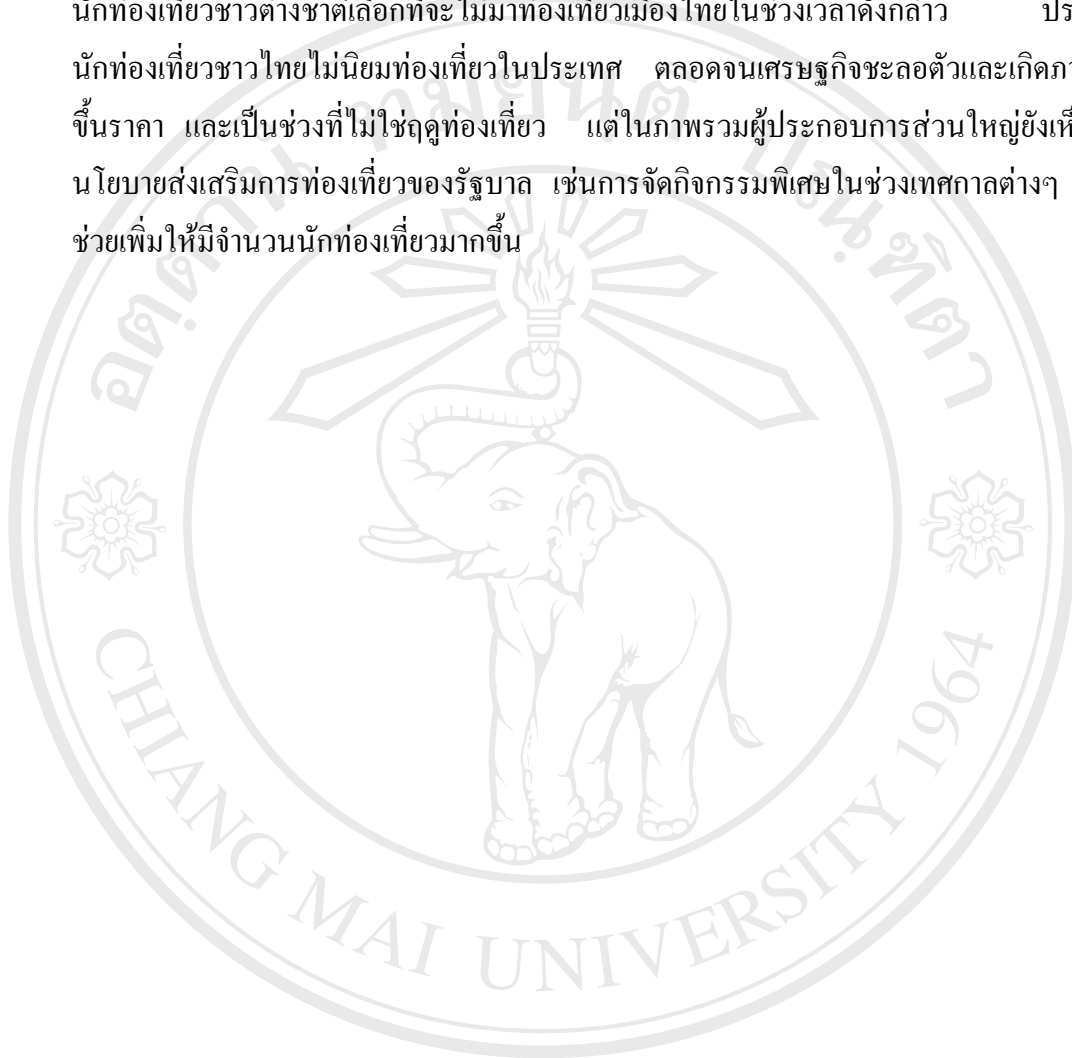 นักท่องเที่ยวชาวต่างชาติเลือกที่จะไม่มาท่องเที่ยวเมืองไทยในช่วงเวลาดังกล่าว
นักท่องเที่ยวชาวไทยไม่นิยมท่องเที่ยวในประเทศ ตลอดจนเศรษฐกิจชะลอตัวและเกิด
ขึ้นราคา และเป็นช่วงที่ไม่ใช่ฤดูท่องเที่ยว แต่ในภาพรวมผู้ประกอบการส่วนใหญ่ยัง
นโยบายส่งเสริมการท่องเที่ยวของรัฐบาล เช่นการจัดกิจกรรมพิเศษในช่วงเทศกาลต่างๆ
ช่วยเพิ่มให้มีจำนวนนักท่องเที่ยวมากขึ้น
CHIANG MAI UNIVERSITY 1964